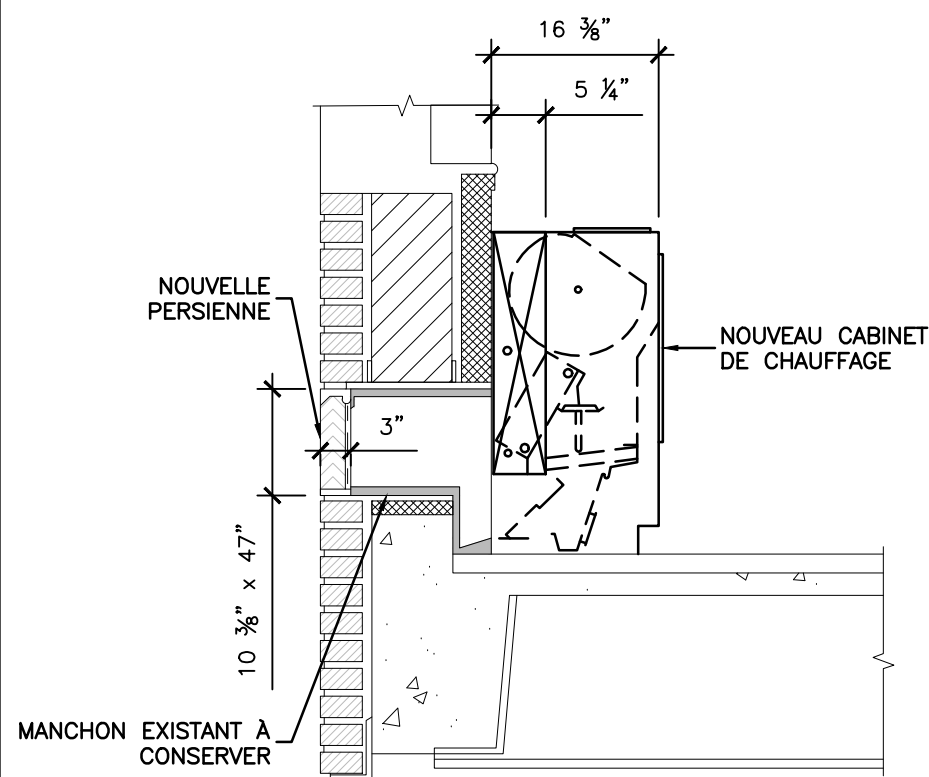 16 ⅜”
5 ¼”
NOUVELLE
PERSIENNE
NOUVEAU CABINET
DE CHAUFFAGE
3”
10 ⅜” x 47”
MANCHON EXISTANT À
CONSERVER